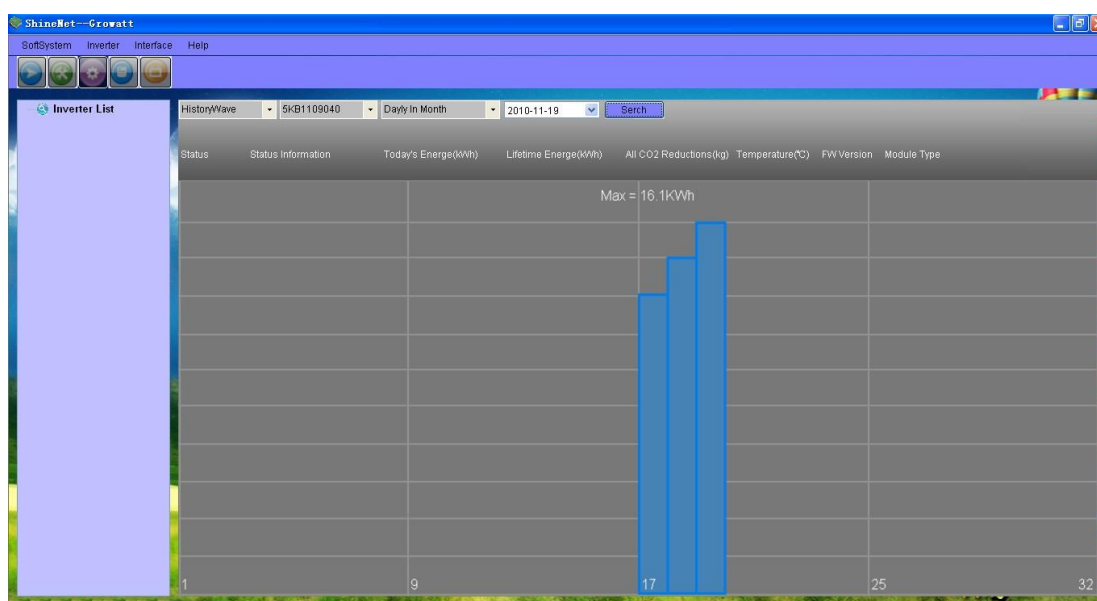 ShineNet--Growatt
SoftSystem Inverter Interface Help
Inverter List
HistoryWave 5KB1109040 Dayly In Month 2010-11-19 Serch
Status Status Information Today's Energe(kWh) Lifetime Energe(kWh) All CO2 Reductions(kg) Temperature(℃) FW Version Module Type
Max = 16.1KWh
1 9 17 25 32